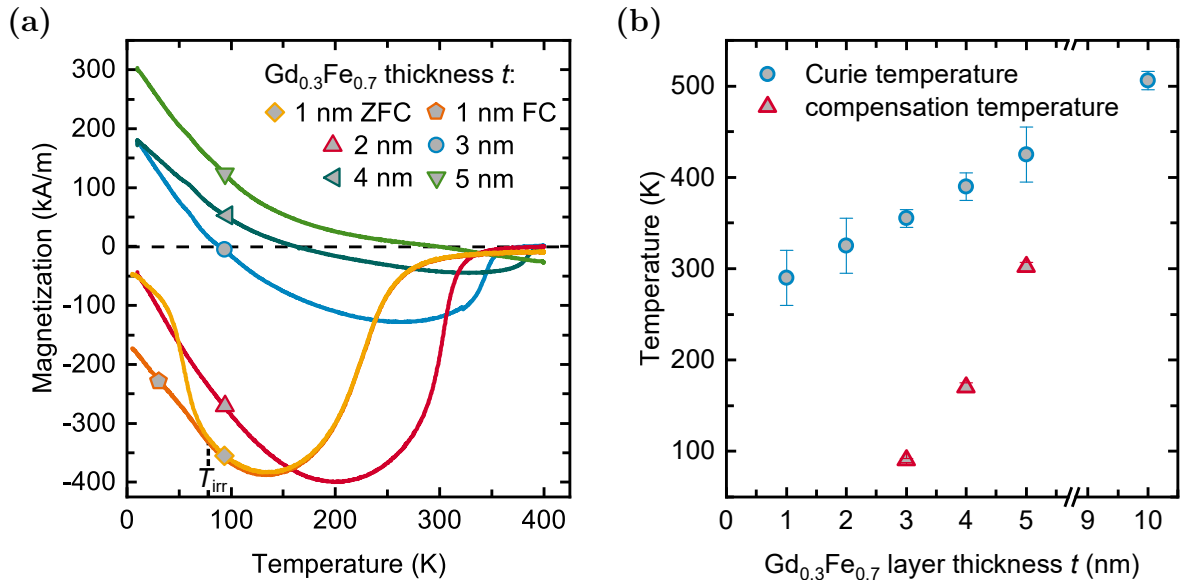 (a)
Gd0.3Fe0.7 thickness t:
1 nm ZFC 1 nm FC
2 nm 3 nm
4 nm 5 nm
Magnetization (kA/m)
300
200
100
0
-100
-200
-300
-400
Tirr
0 100 200 300 400
Temperature (K)
(b)
Curie temperature
compensation temperature
Temperature (K)
500
400
300
200
100
0 1 2 3 4 5 9 10
Gd0.3Fe0.7 layer thickness t (nm)